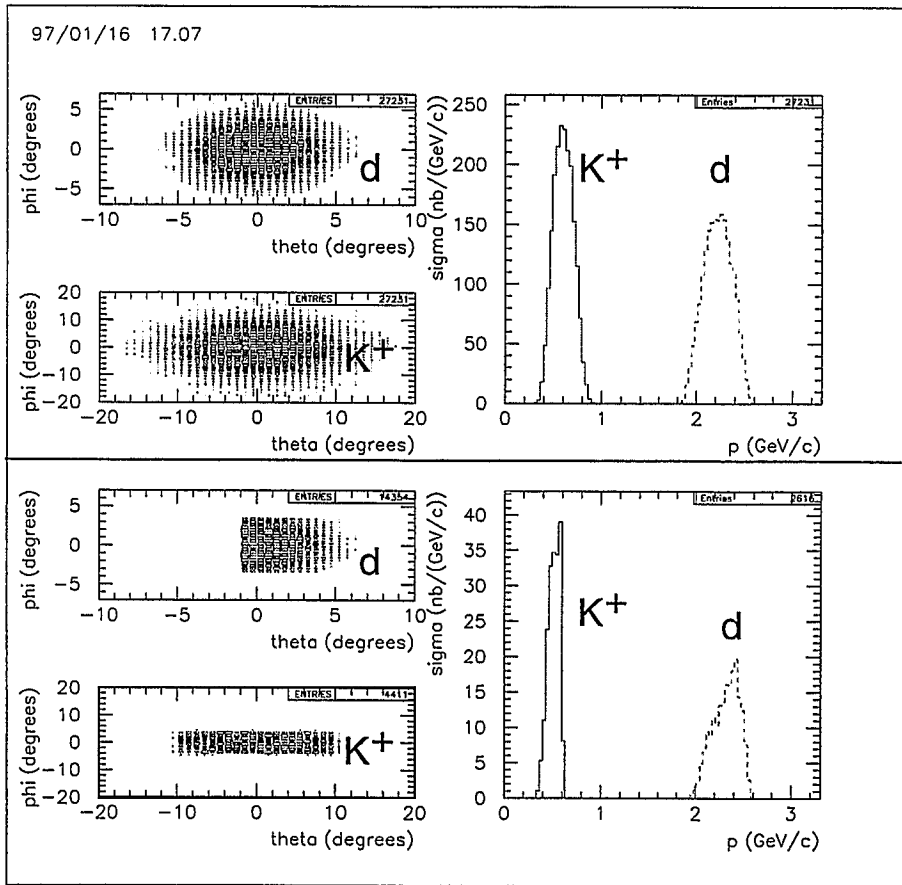 97/01/16 17.07
ENTRIES 27231
phi (degrees)
5
0
−5
d
−10 −5 0 5 10
theta (degrees)
ENTRIES 27231
phi (degrees)
20
10
0
−10
−20
K+
−20 −10 0 10 20
theta (degrees)
Entries 27231
sigma (nb/(GeV/c))
250
200
150
100
50
0
K+
d
0 1 2 3
p (GeV/c)
ENTRIES
phi (degrees)
5
0
−5
d
−10 −5 0 5 10
theta (degrees)
ENTRIES
phi (degrees)
20
10
0
−10
−20
K+
−20 −10 0 10 20
theta (degrees)
Entries 2616
sigma (nb/(GeV/c))
40
35
30
25
20
15
10
5
0
K+
d
0 1 2 3
p (GeV/c)